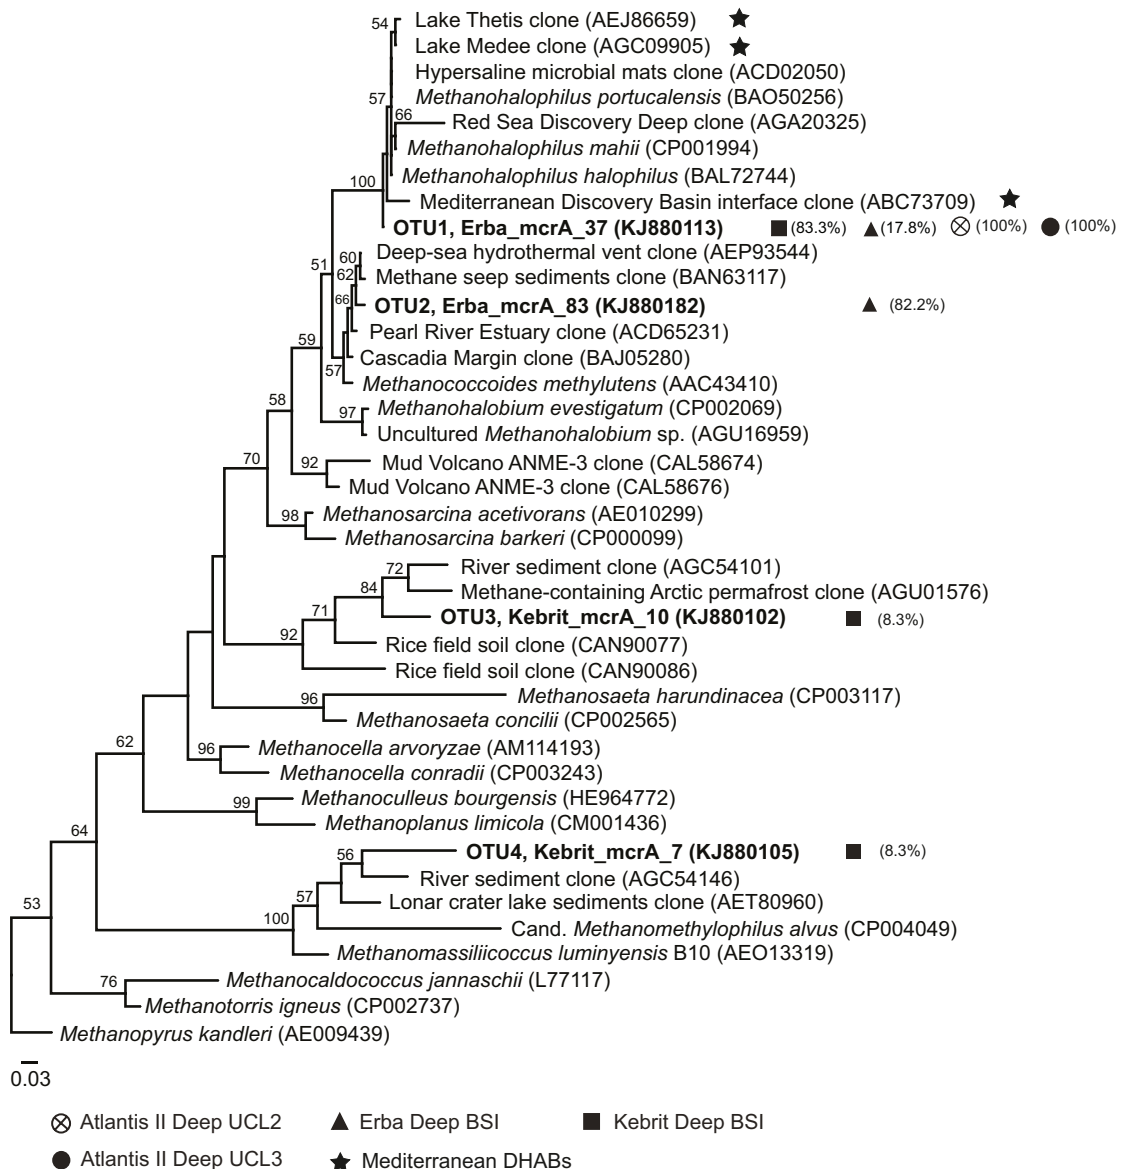 54
Lake Thetis clone (AEJ86659)
Lake Medee clone (AGC09905)
Hypersaline microbial mats clone (ACD02050)
57
Methanohalophilus portucalensis (BAO50256)
66
Red Sea Discovery Deep clone (AGA20325)
Methanohalophilus mahii (CP001994)
Methanohalophilus halophilus (BAL72744)
100
Mediterranean Discovery Basin interface clone (ABC73709)
OTU1, Erba_mcrA_37 (KJ880113) (83.3%) (17.8%) (100%) (100%)
60 Deep-sea hydrothermal vent clone (AEP93544)
51
62 Methane seep sediments clone (BAN63117)
66 OTU2, Erba_mcrA_83 (KJ880182) (82.2%)
Pearl River Estuary clone (ACD65231)
59
Cascadia Margin clone (BAJ05280)
57
Methanococcoides methylutens (AAC43410)
58
97 Methanohalobium evestigatum (CP002069)
Uncultured Methanohalobium sp. (AGU16959)
70
92 Mud Volcano ANME-3 clone (CAL58674)
Mud Volcano ANME-3 clone (CAL58676)
98 Methanosarcina acetivorans (AE010299)
Methanosarcina barkeri (CP000099)
72 River sediment clone (AGC54101)
84 Methane-containing Arctic permafrost clone (AGU01576)
71 OTU3, Kebrit_mcrA_10 (KJ880102) (8.3%)
92 Rice field soil clone (CAN90077)
Rice field soil clone (CAN90086)
96 Methanosaeta harundinacea (CP003117)
Methanosaeta concilii (CP002565)
62
96 Methanocella arvoryzae (AM114193)
Methanocella conradii (CP003243)
99 Methanoculleus bourgensis (HE964772)
Methanoplanus limicola (CM001436)
64
56 OTU4, Kebrit_mcrA_7 (KJ880105) (8.3%)
River sediment clone (AGC54146)
53
57 Lonar crater lake sediments clone (AET80960)
100
Cand. Methanomethylophilus alvus (CP004049)
Methanomassiliicoccus luminyensis B10 (AEO13319)
76 Methanocaldococcus jannaschii (L77117)
Methanotorris igneus (CP002737)
Methanopyrus kandleri (AE009439)
0.03
Atlantis II Deep UCL2 Erba Deep BSI Kebrit Deep BSI
Atlantis II Deep UCL3 Mediterranean DHABs